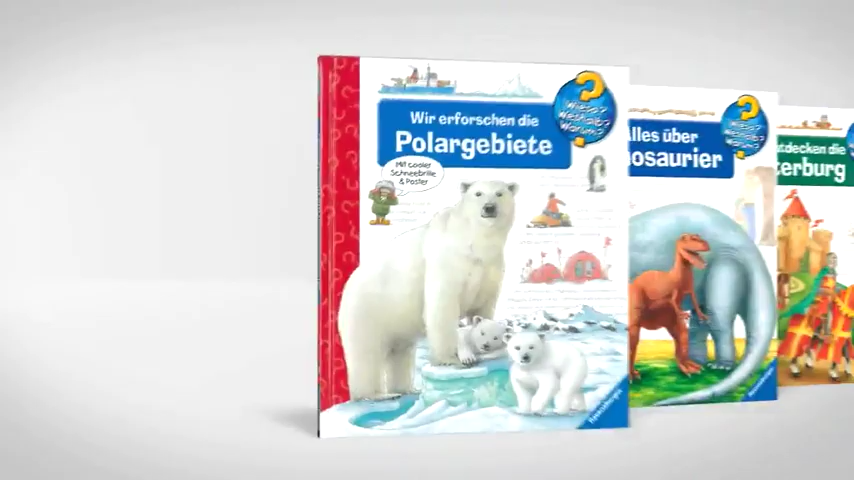 Wir erforschen die
Polargebiete
Wieso?
Weshalb?
Warum?
Mit cooler
Schneebrille
& Poster
Ravensburger
Alles über
nosaurier
Wieso?
Weshalb?
Warum?
Ravensburger
tdecken die
terburg